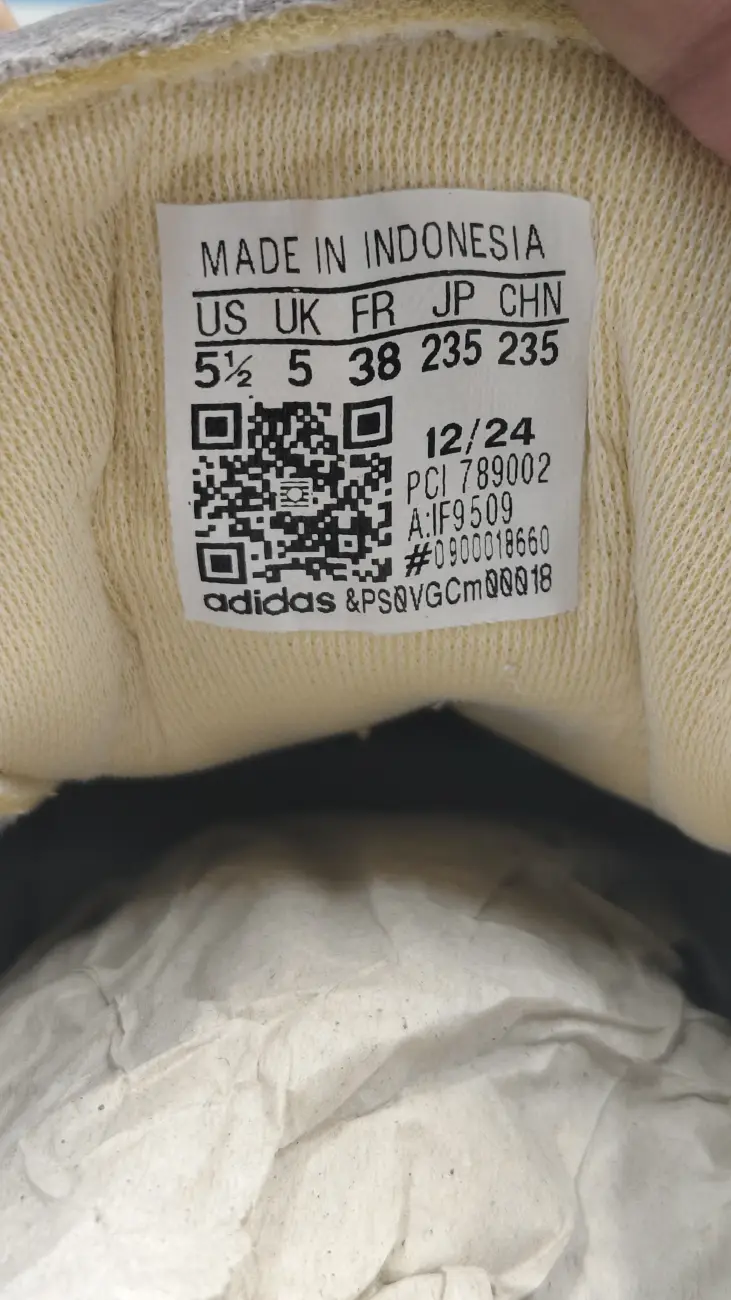 MADE IN INDONESIA
US UK FR JP CHN
5½ 5 38 235 235
12/24
PCI 789002
A:IF9509
#0900018660
adidas &PS0VGCm00018